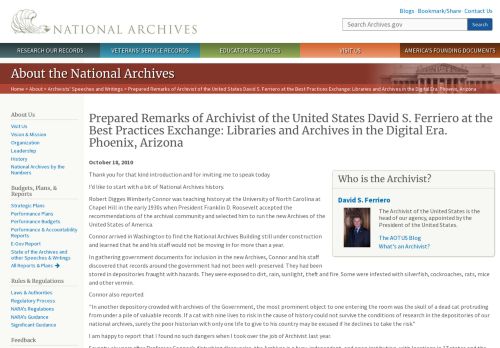 NATIONAL ARCHIVES
Blogs · Bookmark/Share · Contact Us
Search Archives.gov
Search
RESEARCH OUR RECORDS
VETERANS' SERVICE RECORDS
EDUCATOR RESOURCES
VISIT US
AMERICA'S FOUNDING DOCUMENTS
About the National Archives
Home > About > Archivists' Speeches and Writings > Prepared Remarks of Archivist of the United States David S. Ferriero at the Best Practices Exchange: Libraries and Archives in the Digital Era. Phoenix, Arizona
About Us
Visit Us
Vision & Mission
Organization
Leadership
History
National Archives by the
Numbers
Budgets, Plans, &
Reports
Strategic Plans
Performance Plans
Performance Budgets
Performance & Accountability
Reports
E-Gov Report
State of the Archives and
other Speeches & Writings
All Reports & Plans
Rules & Regulations
Laws & Authorities
Regulatory Process
NARA's Regulations
NARA's Guidance
Significant Guidance
Prepared Remarks of Archivist of the United States David S. Ferriero at the
Best Practices Exchange: Libraries and Archives in the Digital Era.
Phoenix, Arizona
October 18, 2010
Thank you for that kind introduction and for inviting me to speak today.
I'd like to start with a bit of National Archives history.
Robert Digges Wimberly Connor was teaching history at the University of North Carolina at
Chapel Hill in the early 1930s when President Franklin D. Roosevelt accepted the
recommendations of the archival community and selected him to run the new Archives of the
United States of America.
Connor arrived in Washington to find the National Archives Building still under construction
and learned that he and his staff would not be moving in for more than a year.
In gathering government documents for inclusion in the new Archives, Connor and his staff
discovered that records around the government had not been well-preserved. They had been
stored in depositories fraught with hazards. They were exposed to dirt, rain, sunlight, theft and fire. Some were infested with silverfish, cockroaches, rats, mice
and other vermin.
Connor also reported:
"In another depository crowded with archives of the Government, the most prominent object to one entering the room was the skull of a dead cat protruding
from under a pile of valuable records. If a cat with nine lives to risk in the cause of history could not survive the conditions of research in the depositories of our
national archives, surely the poor historian with only one life to give to his country may be excused if he declines to take the risk."
I am happy to report that I found no such dangers when I took over the job of Archivist last year.
Who is the Archivist?
David S. Ferriero
The Archivist of the United States is the
head of our agency, appointed by the
President of the United States.
The AOTUS Blog
What's an Archivist?